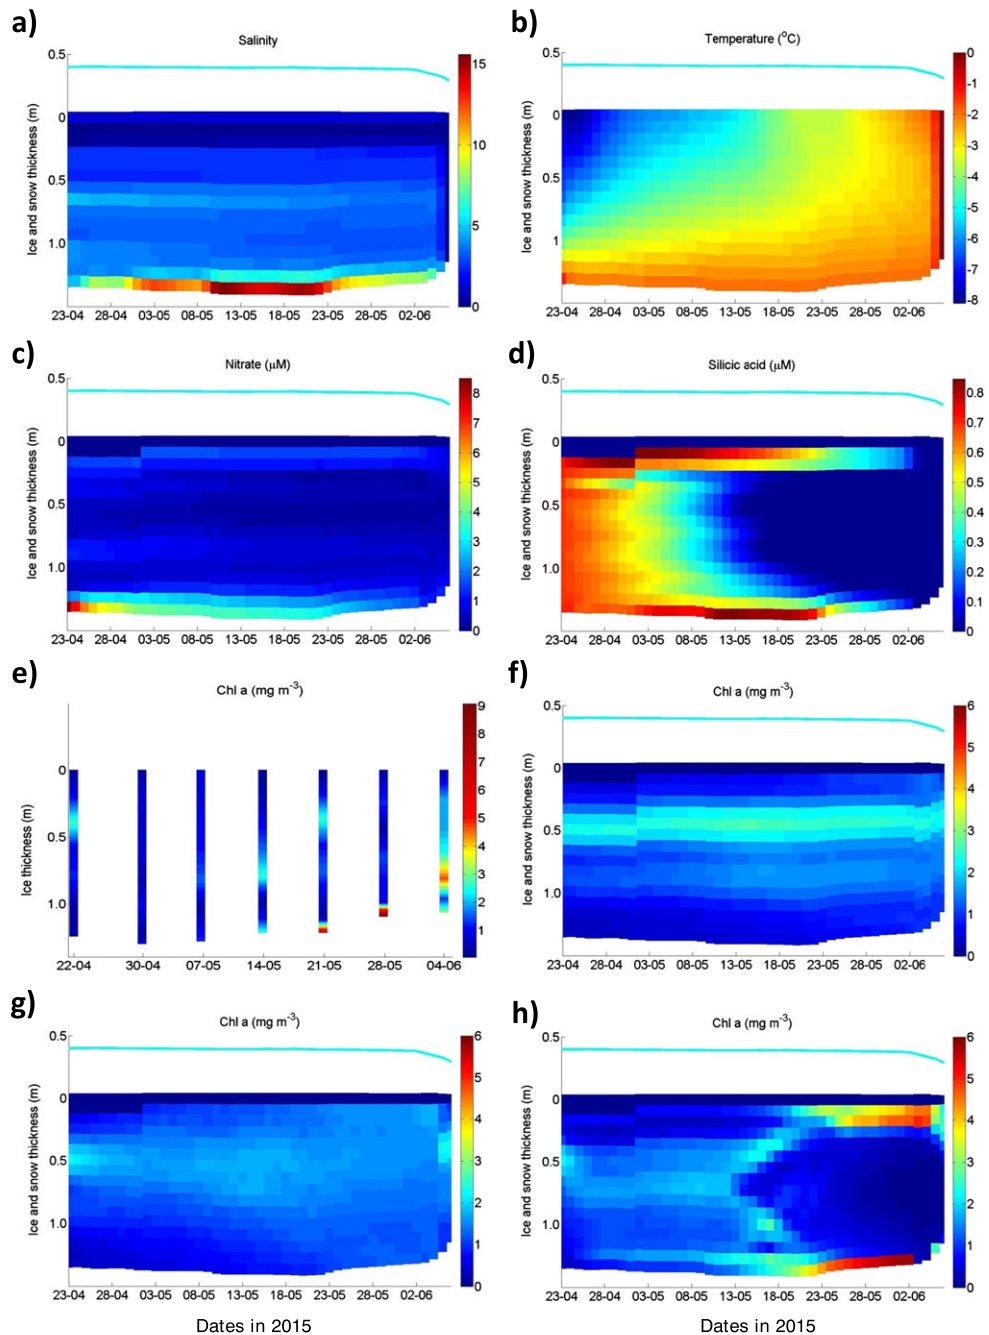 a)
Salinity
0.5
0
0.5
1.0
Ice and snow thickness (m)
15
10
5
0
23-04 28-04 03-05 08-05 13-05 18-05 23-05 28-05 02-06
b)
Temperature (°C)
0.5
0
0.5
1
Ice and snow thickness (m)
0
-1
-2
-3
-4
-5
-6
-7
-8
23-04 28-04 03-05 08-05 13-05 18-05 23-05 28-05 02-06
c)
Nitrate (μM)
0.5
0
0.5
1.0
Ice and snow thickness (m)
8
7
6
5
4
3
2
1
0
23-04 28-04 03-05 08-05 13-05 18-05 23-05 28-05 02-06
d)
Silicic acid (μM)
0.5
0
0.5
1.0
Ice and snow thickness (m)
0.8
0.7
0.6
0.5
0.4
0.3
0.2
0.1
0
23-04 28-04 03-05 08-05 13-05 18-05 23-05 28-05 02-06
e)
Chl a (mg m⁻³)
0
0.5
1.0
Ice thickness (m)
9
8
7
6
5
4
3
2
1
22-04 30-04 07-05 14-05 21-05 28-05 04-06
f)
Chl a (mg m⁻³)
0.5
0
0.5
1.0
Ice and snow thickness (m)
6
5
4
3
2
1
0
23-04 28-04 03-05 08-05 13-05 18-05 23-05 28-05 02-06
g)
Chl a (mg m⁻³)
0.5
0
0.5
1.0
Ice and snow thickness (m)
6
5
4
3
2
1
0
23-04 28-04 03-05 08-05 13-05 18-05 23-05 28-05 02-06
Dates in 2015
h)
Chl a (mg m⁻³)
0.5
0
0.5
1.0
Ice and snow thickness (m)
6
5
4
3
2
1
0
23-04 28-04 03-05 08-05 13-05 18-05 23-05 28-05 02-06
Dates in 2015